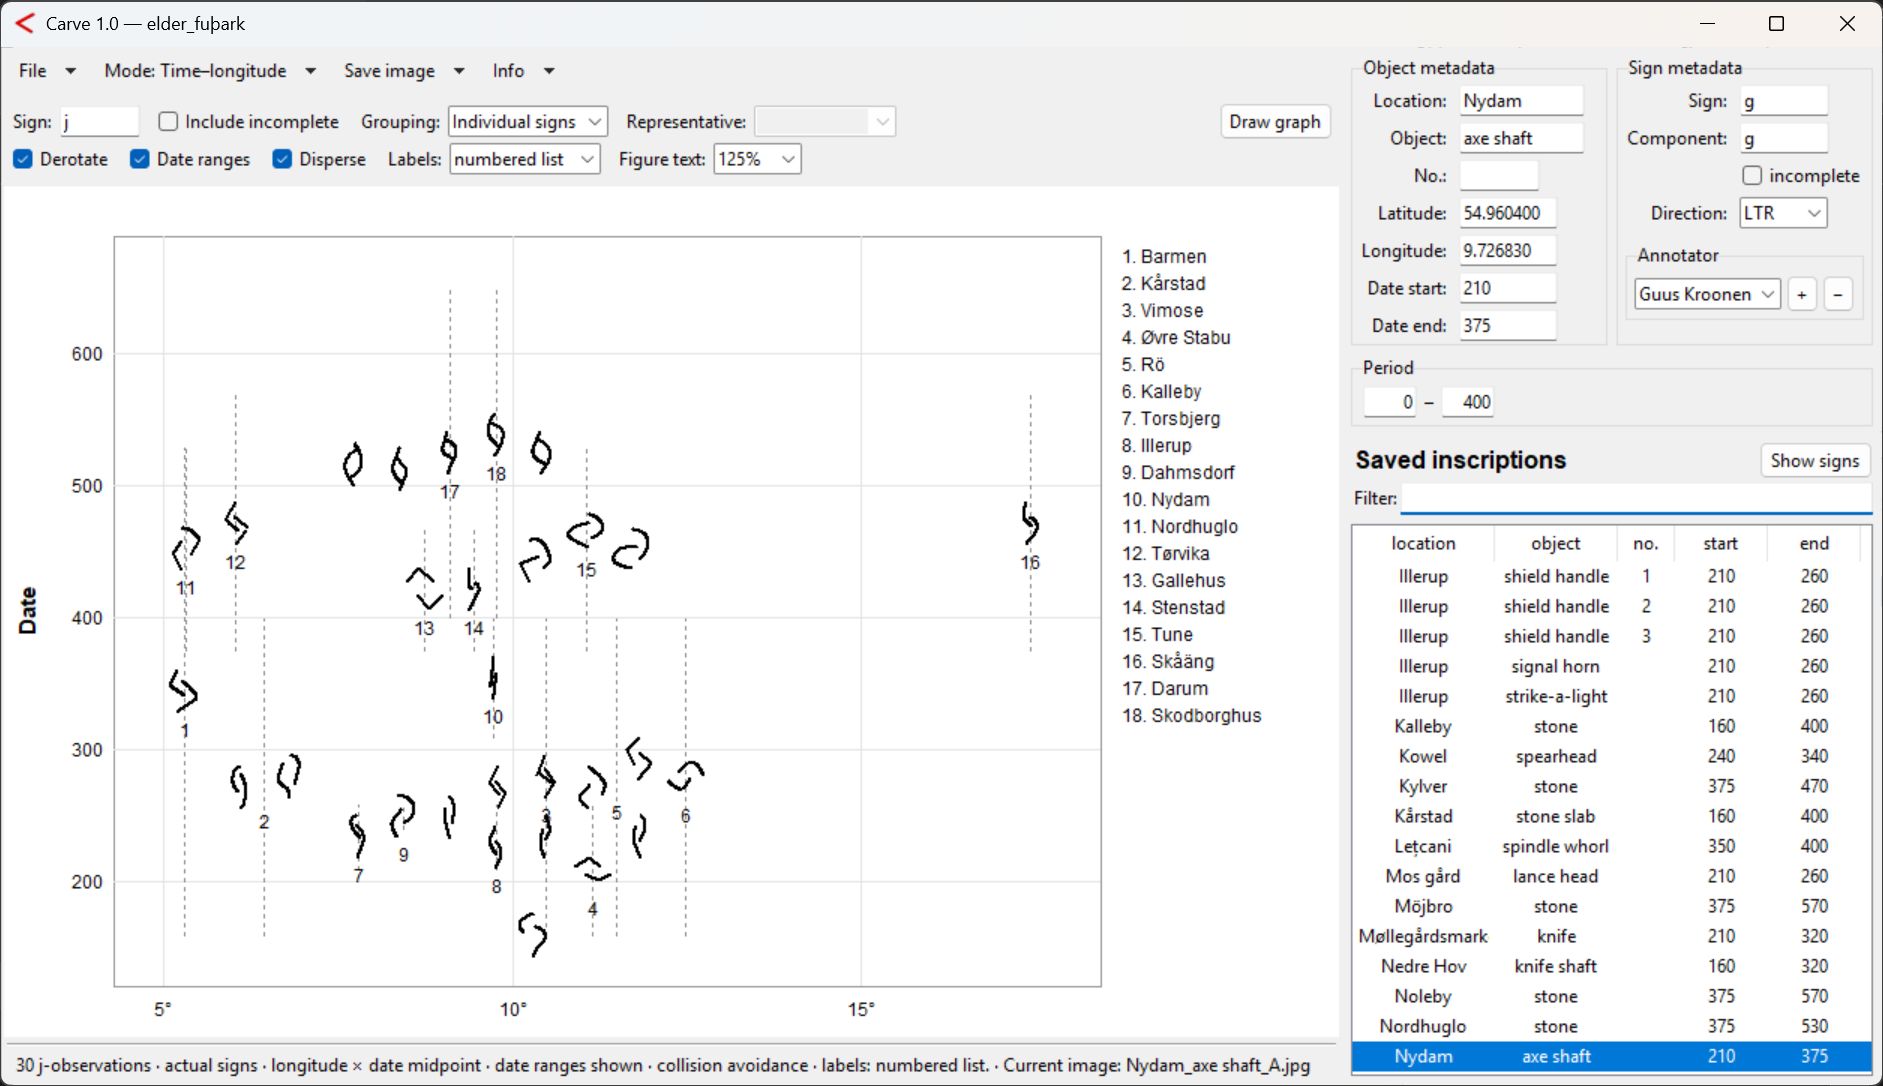 Carve 1.0 — elder_fuþark
File
Mode: Time–longitude
Save image
Info
Sign: j
Include incomplete
Grouping: Individual signs
Representative:
Draw graph
Derotate
Date ranges
Disperse
Labels: numbered list
Figure text: 125%
Date
600
500
400
300
200
5°
10°
15°
17
18
11
12
15
16
13
14
1
10
2
3
5
6
7
9
8
4
1. Barmen
2. Kårstad
3. Vimose
4. Øvre Stabu
5. Rö
6. Kalleby
7. Torsbjerg
8. Illerup
9. Dahmsdorf
10. Nydam
11. Nordhuglo
12. Tørvika
13. Gallehus
14. Stenstad
15. Tune
16. Skåäng
17. Darum
18. Skodborghus
30 j-observations · actual signs · longitude × date midpoint · date ranges shown · collision avoidance · labels: numbered list. · Current image: Nydam_axe shaft_A.jpg
Object metadata
Location: Nydam
Object: axe shaft
No.:
Latitude: 54.960400
Longitude: 9.726830
Date start: 210
Date end: 375
Sign metadata
Sign: g
Component: g
incomplete
Direction: LTR
Annotator
Guus Kroonen + −
Period
0 – 400
Saved inscriptions
Show signs
Filter:
location object no. start end
Illerup shield handle 1 210 260
Illerup shield handle 2 210 260
Illerup shield handle 3 210 260
Illerup signal horn 210 260
Illerup strike-a-light 210 260
Kalleby stone 160 400
Kowel spearhead 240 340
Kylver stone 375 470
Kårstad stone slab 160 400
Lețcani spindle whorl 350 400
Mos gård lance head 210 260
Möjbro stone 375 570
Møllegårdsmark knife 210 320
Nedre Hov knife shaft 160 320
Noleby stone 375 570
Nordhuglo stone 375 530
Nydam axe shaft 210 375